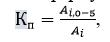 Кп = Ai,0−5 / Ai ,